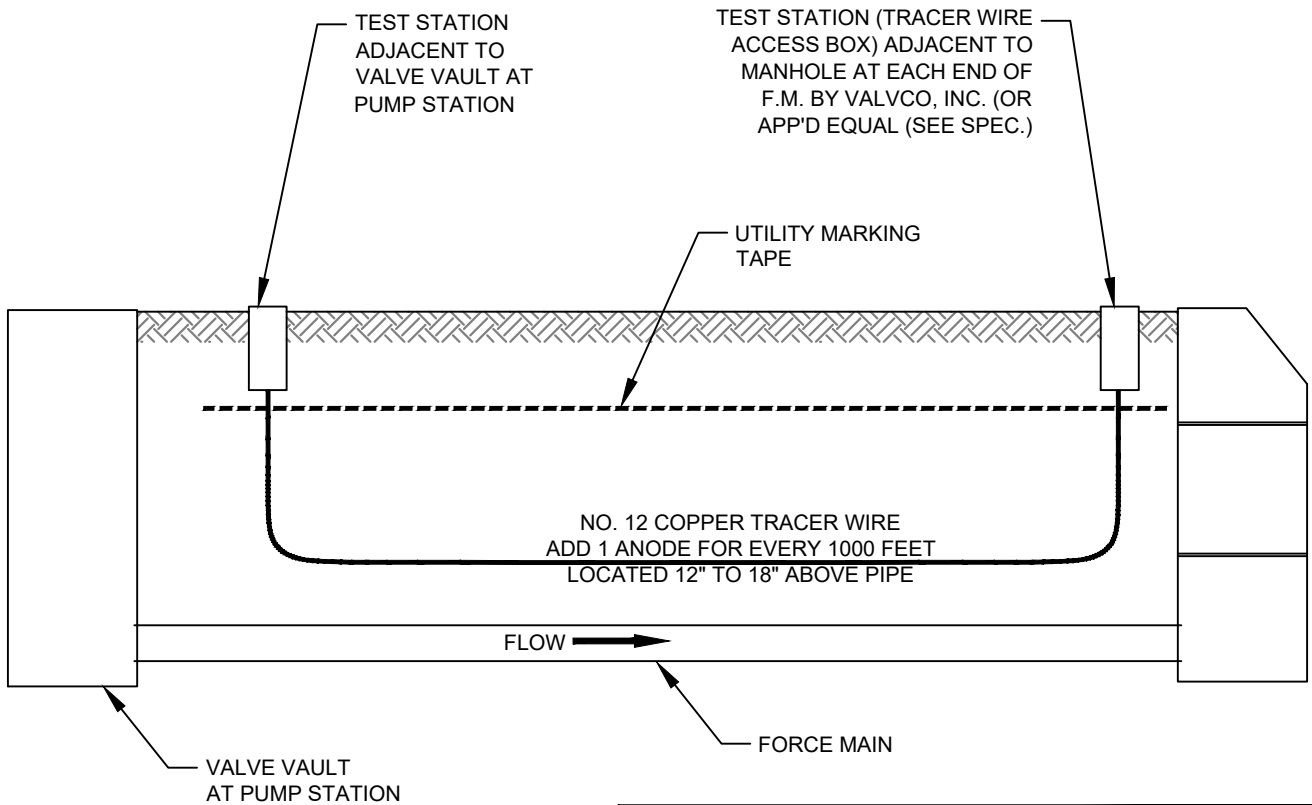 TEST STATION
ADJACENT TO
VALVE VAULT AT
PUMP STATION
TEST STATION (TRACER WIRE
ACCESS BOX) ADJACENT TO
MANHOLE AT EACH END OF
F.M. BY VALVCO, INC. (OR
APP'D EQUAL (SEE SPEC.)
UTILITY MARKING
TAPE
NO. 12 COPPER TRACER WIRE
ADD 1 ANODE FOR EVERY 1000 FEET
LOCATED 12" TO 18" ABOVE PIPE
FLOW
FORCE MAIN
VALVE VAULT
AT PUMP STATION